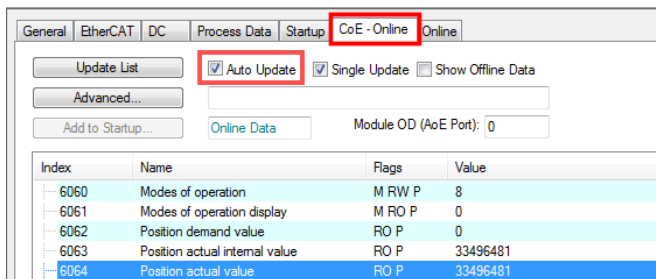 General EtherCAT DC Process Data Startup CoE - Online Online
Update List Auto Update Single Update Show Offline Data
Advanced...
Add to Startup... Online Data Module OD (AoE Port): 0
Index Name Flags Value
6060 Modes of operation M RW P 8
6061 Modes of operation display M RO P 0
6062 Position demand value RO P 0
6063 Position actual internal value RO P 33496481
6064 Position actual value RO P 33496481